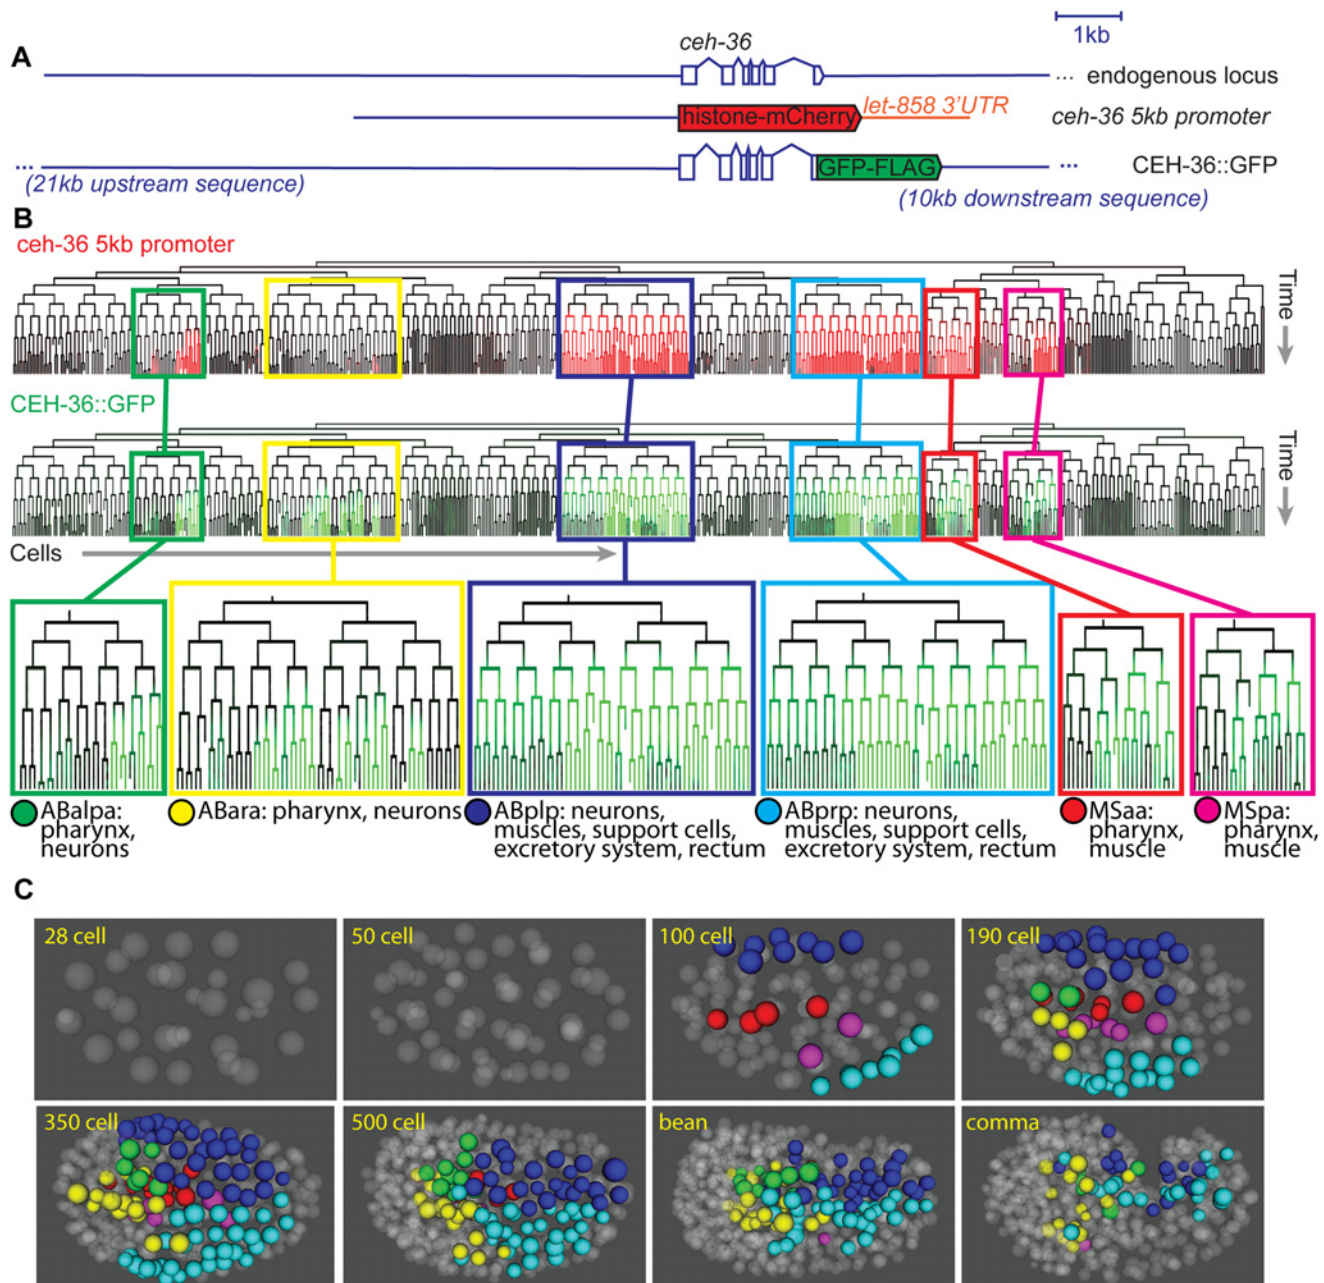 A
1kb
ceh-36
... endogenous locus
histone-mCherry
let-858 3'UTR
ceh-36 5kb promoter
...
GFP-FLAG
...
CEH-36::GFP
(21kb upstream sequence)
(10kb downstream sequence)
B
ceh-36 5kb promoter
Time
CEH-36::GFP
Time
Cells
ABalpa:
pharynx,
neurons
ABara: pharynx, neurons
ABplp: neurons,
muscles, support cells,
excretory system, rectum
ABprp: neurons,
muscles, support cells,
excretory system, rectum
MSaa:
pharynx,
muscle
MSpa:
pharynx,
muscle
C
28 cell
50 cell
100 cell
190 cell
350 cell
500 cell
bean
comma